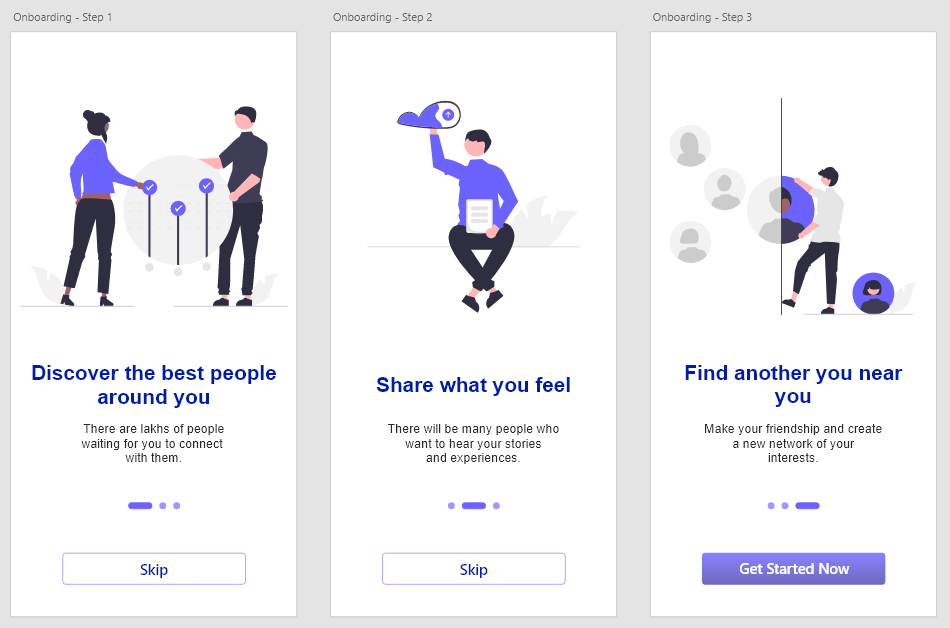 Onboarding - Step 1
Discover the best people
around you
There are lakhs of people
waiting for you to connect
with them.
Skip
Onboarding - Step 2
Share what you feel
There will be many people who
want to hear your stories
and experiences.
Skip
Onboarding - Step 3
Find another you near
you
Make your friendship and create
a new network of your
interests.
Get Started Now